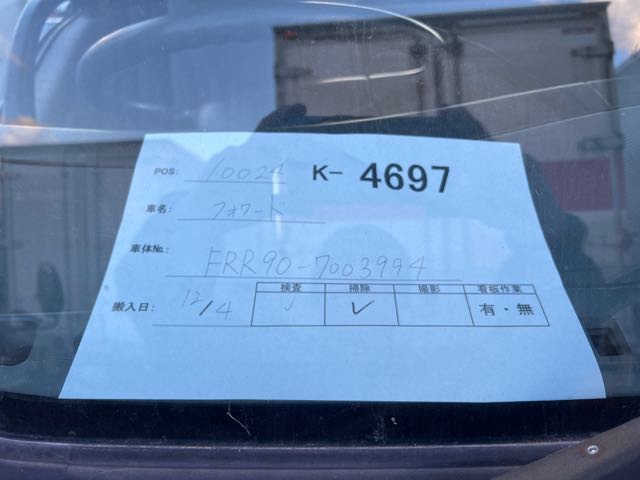 POS: 10024 K- 4697
車名: フォワード
車体No.: FRR90-7003994
検査 掃除 撮影 看板作業
搬入日: 12/4 ✓ ✓ 有・無